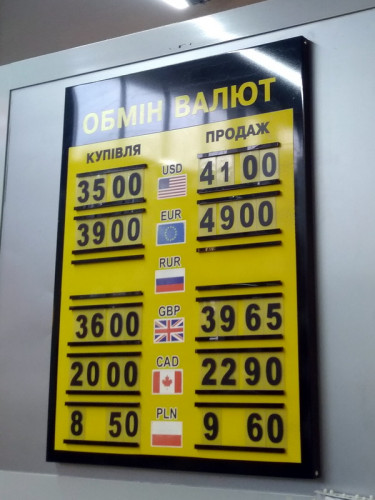 ОБМІН ВАЛЮТ
КУПІВЛЯ ПРОДАЖ
35 00 USD 41 00
39 00 EUR 49 00
RUR
36 00 GBP 39 65
20 00 CAD 22 90
8 50 PLN 9 60